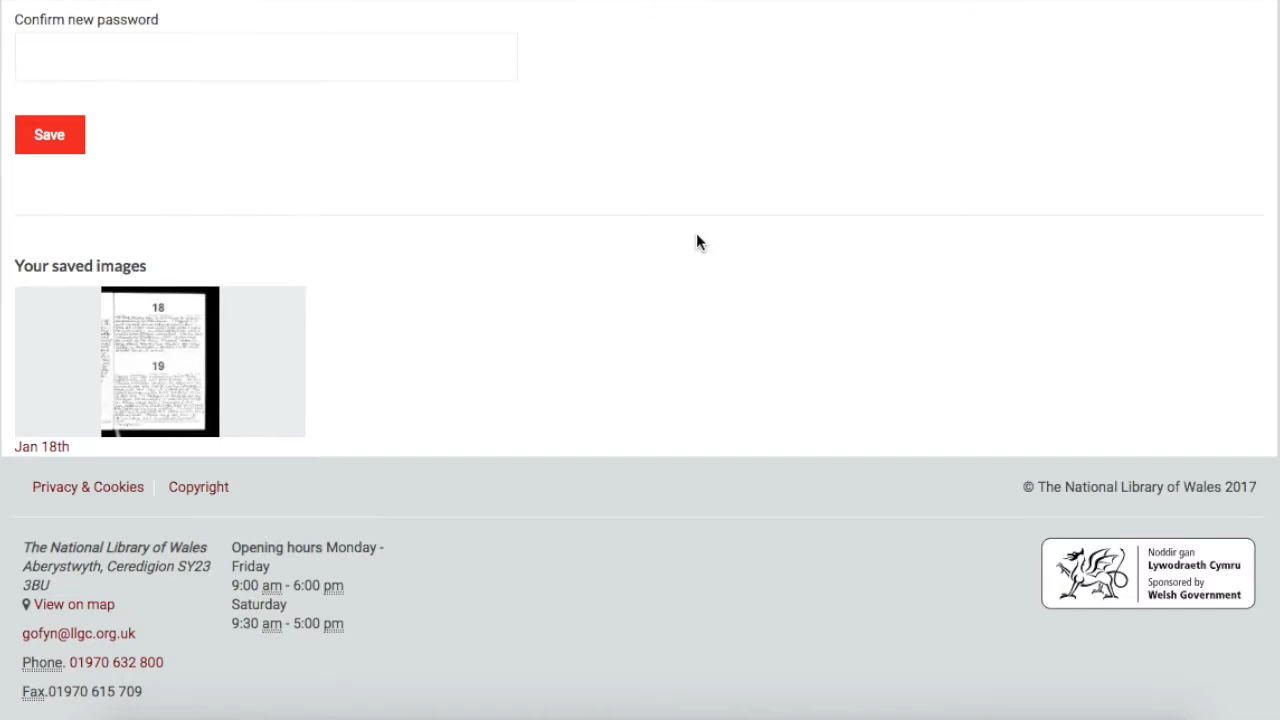 Confirm new password
Save
Your saved images
18
19
Jan 18th
Privacy & Cookies
Copyright
© The National Library of Wales 2017
The National Library of Wales
Aberystwyth, Ceredigion SY23
3BU
View on map
gofyn@llgc.org.uk
Phone. 01970 632 800
Fax.01970 615 709
Opening hours Monday -
Friday
9:00 am - 6:00 pm
Saturday
9:30 am - 5:00 pm
Noddir gan
Lywodraeth Cymru
Sponsored by
Welsh Government